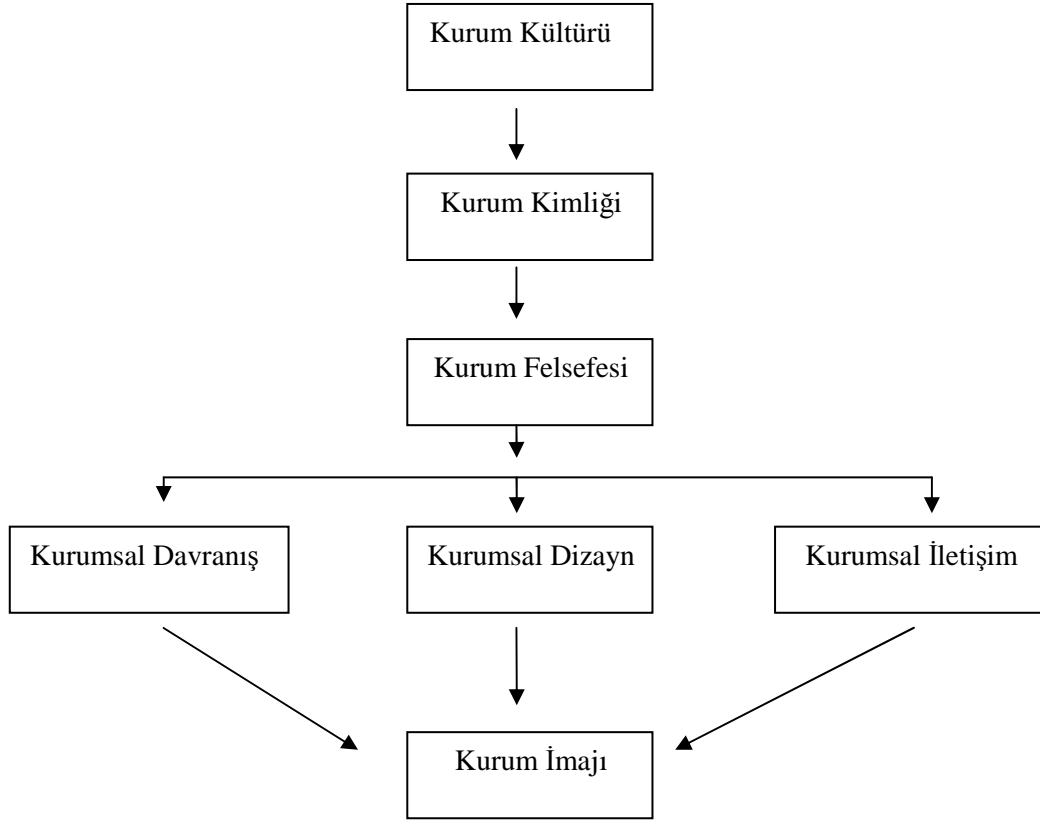 Kurum Kültürü
Kurum Kimliği
Kurum Felsefesi
Kurumsal Davranış
Kurumsal Dizayn
Kurumsal İletişim
Kurum İmajı